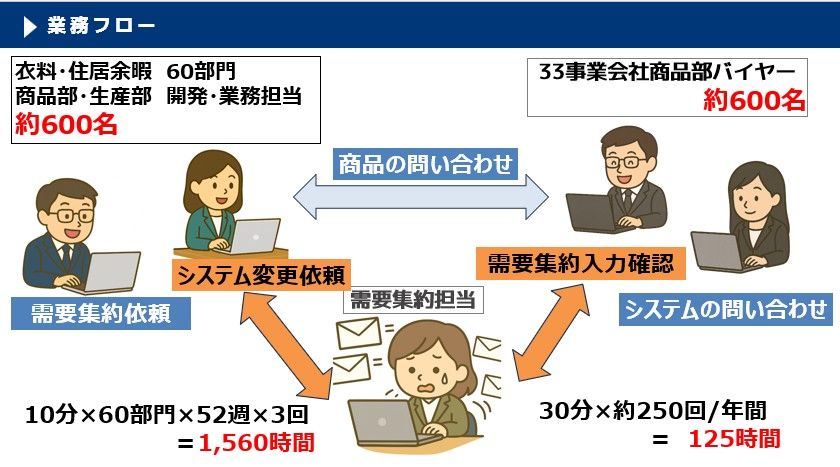 業務フロー
衣料・住居余暇 60部門
商品部・生産部 開発・業務担当
約600名
33事業会社商品部バイヤー
約600名
商品の問い合わせ
システム変更依頼
需要集約入力確認
需要集約依頼
需要集約担当
システムの問い合わせ
10分×60部門×52週×3回
＝1,560時間
30分×約250回/年間
＝ 125時間